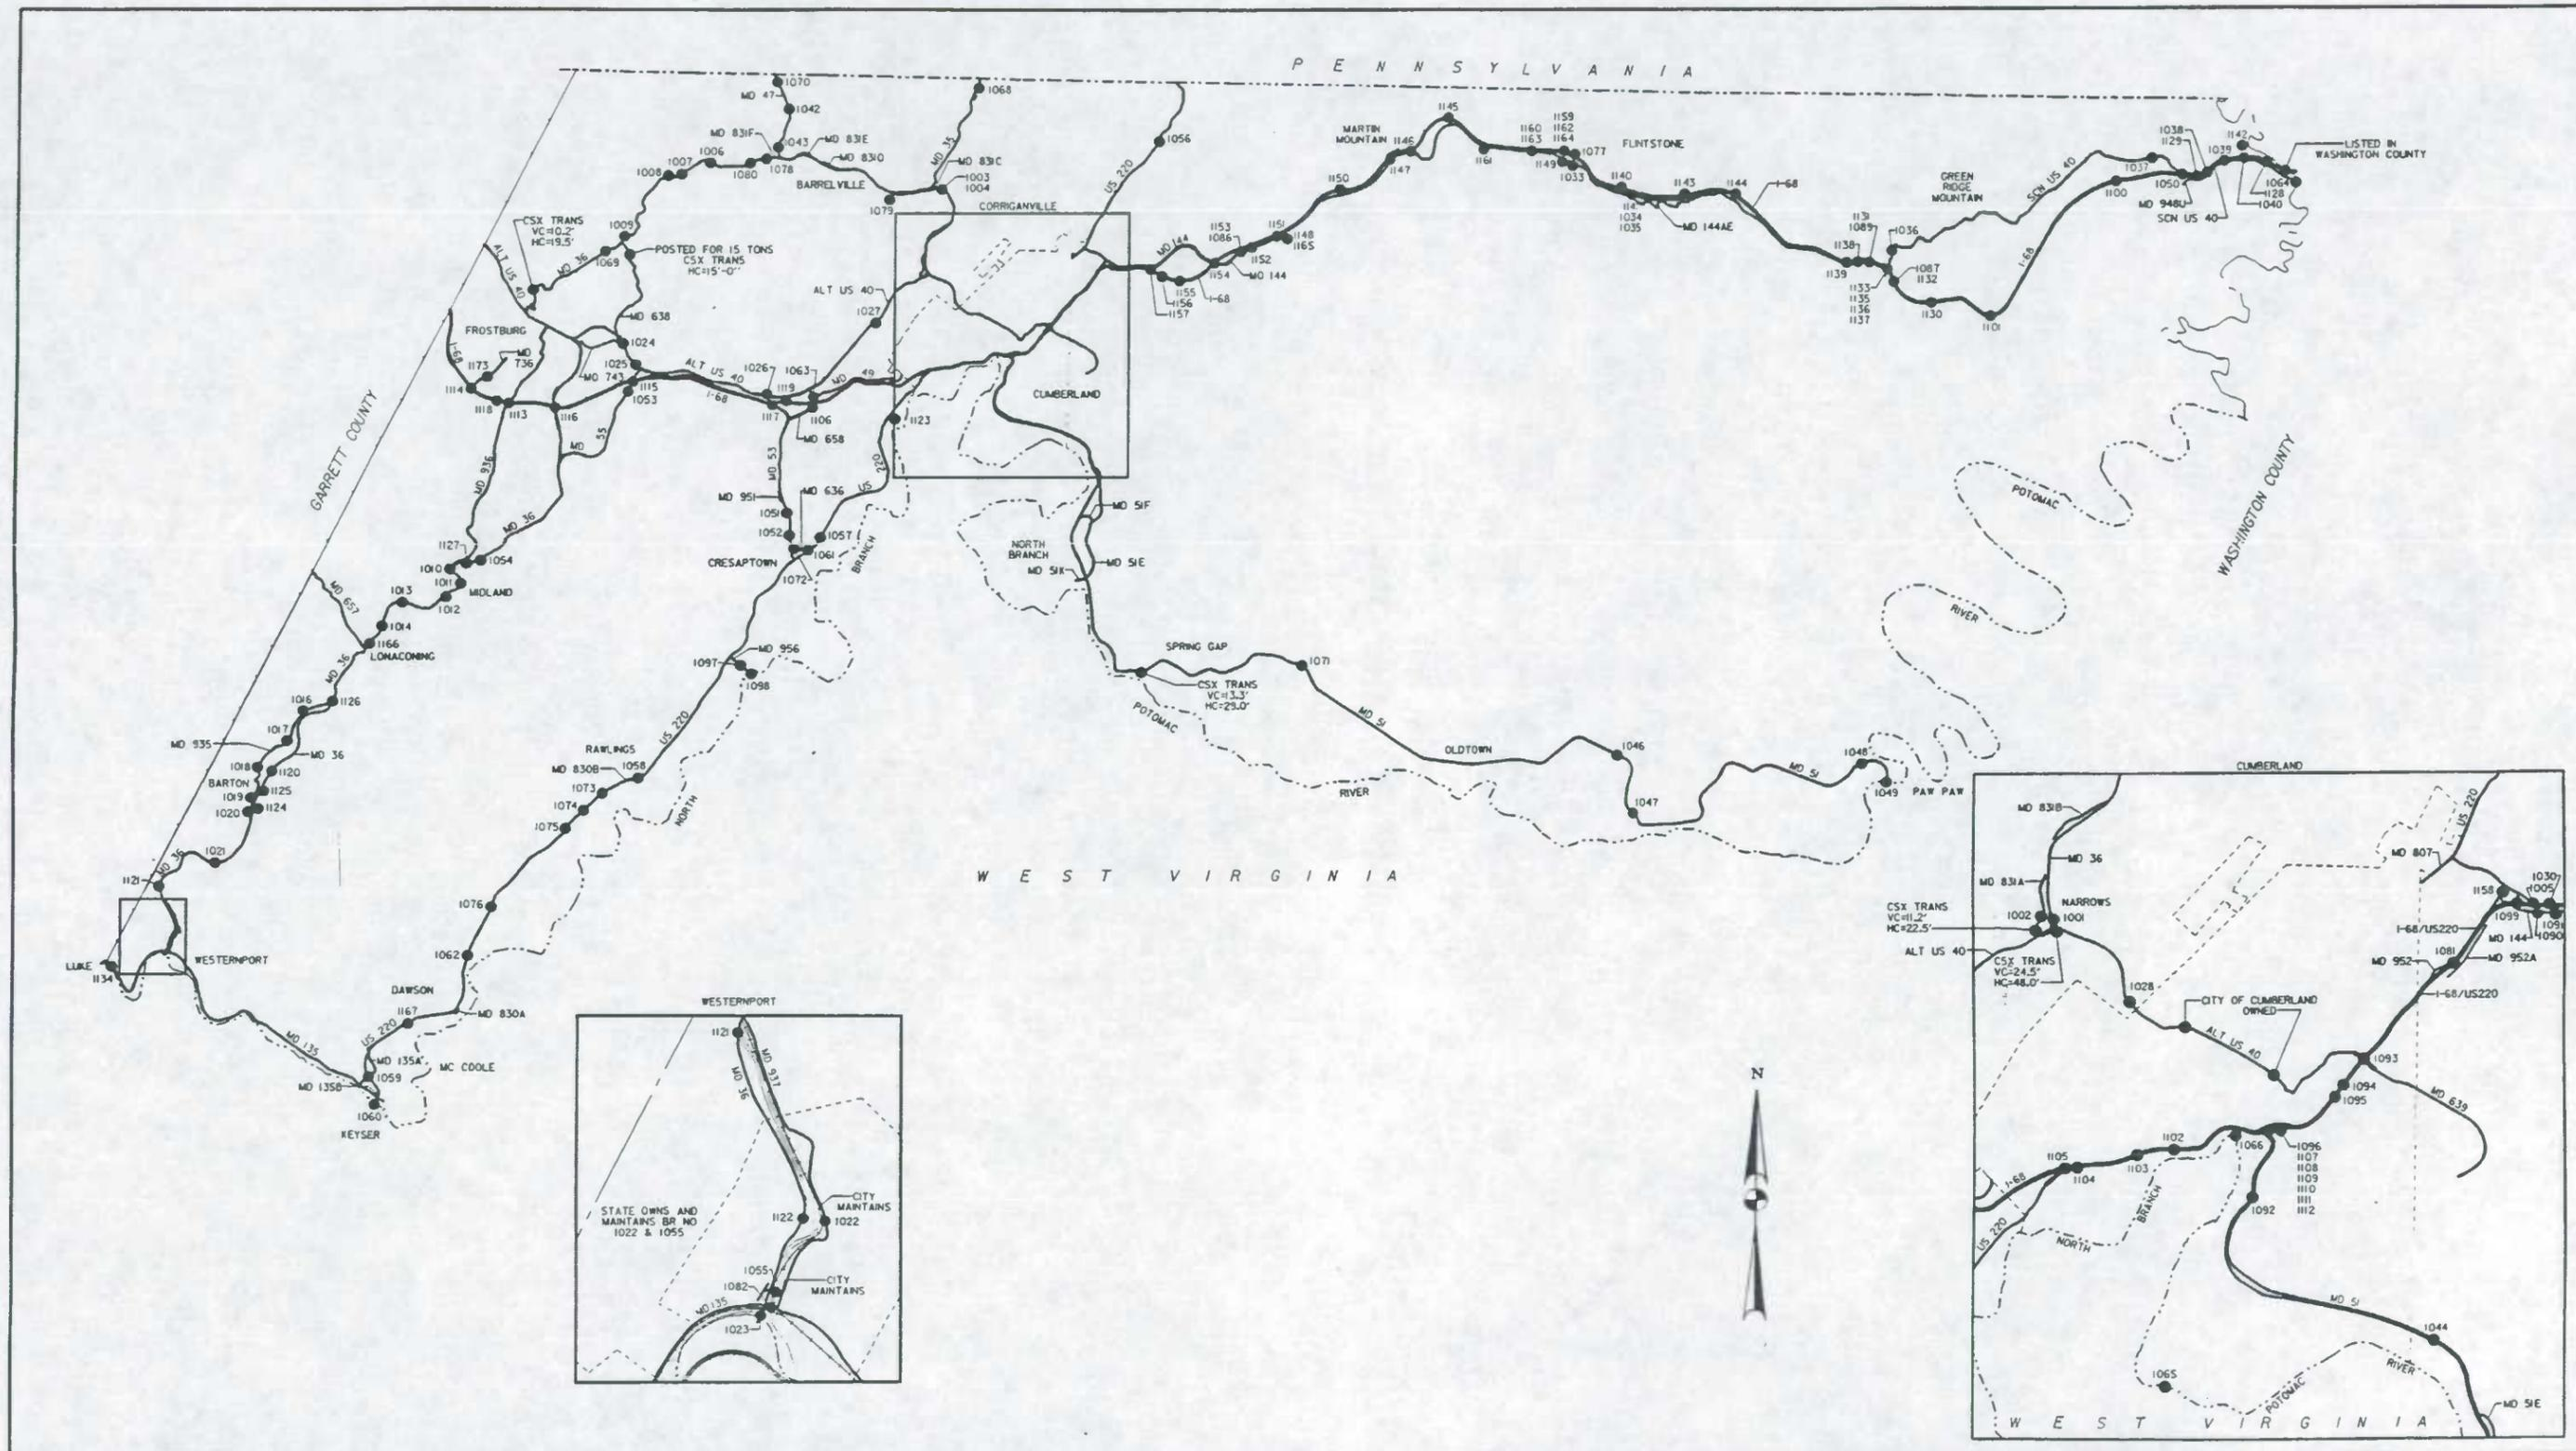 PENNSYLVANIA
1070
MD 47
1042
MD 831F
MD 831E
1043
MD 831D
1006
1007
1008
1080
1078
BARRELVILLE
1079
1068
MD 35
MD 831C
1003
1004
CORRIGANVILLE
1056
US 220
MARTIN
MOUNTAIN
1146
1147
1145
1150
1161
1160
1163
1159
1162
1164
1077
1149
1033
FLINTSTONE
1140
1034
1035
1143
1144
MD 144AE
I-68
GREEN
RIDGE
MOUNTAIN
SCN US 40
1037
1038
1129
1039
1142
LISTED IN
WASHINGTON COUNTY
1050
1064
1128
1040
MD 948U
SCN US 40
1100
I-68
1131
1089
1138
1139
1036
1087
1132
1133
1135
1136
1137
1130
1101
1151
1148
1165
1153
1086
1152
MD 144
MD 144
1154
1155
1156
1157
I-68
CSX TRANS
VC=10.2'
HC=19.5'
ALT US 40
MD 36
1009
1069
POSTED FOR 15 TONS
CSX TRANS
HC=15'-0"
MD 638
FROSTBURG
I-68
1173
MD
736
1114
1118
1113
1116
MD 743
1024
1025
1115
1053
ALT US 40
I-68
1026
1119
1063
MD 49
ALT US 40
1027
1117
1106
MD 658
1123
CUMBERLAND
MD 55
MD 936
MD 36
MD 53
MD 951
1051
1052
MD 636
US 220
1057
1061
CRESAPTOWN
1072
BRANCH
NORTH
BRANCH
MD 51F
MD 51E
MD 51K
GARRETT COUNTY
1127
1054
1010
1011
1012
MIDLAND
1013
1014
MD 657
1166
LONACONING
MD 36
1016
1126
1017
MD 935
MD 36
1018
1120
BARTON
1019
1125
1020
1124
1021
MD 36
1121
LUKE
1134
WESTERNPORT
1097
MD 956
1098
US 220
RAWLINGS
MD 830B
1058
1073
1074
1075
NORTH
1076
1062
DAWSON
1167
MD 830A
US 220
MD 135
MD 135A
MC COOLE
MD 135B
1059
1060
KEYSER
SPRING GAP
CSX TRANS
VC=13.3'
HC=29.0'
1071
POTOMAC
RIVER
MD 51
OLDTOWN
1046
1047
MD 51
1048
1049
PAW PAW
POTOMAC
RIVER
WASHINGTON COUNTY
WEST VIRGINIA
N
WESTERNPORT
1121
MD 937
MD 36
CITY
MAINTAINS
1122
1022
STATE OWNS AND
MAINTAINS BR NO
1022 & 1055
1055
1082
CITY
MAINTAINS
MD 135
1023
CUMBERLAND
MD 831B
MD 36
MD 831A
NARROWS
1002
1001
CSX TRANS
VC=11.2'
HC=22.5'
ALT US 40
CSX TRANS
VC=24.5'
HC=48.0'
1028
CITY OF CUMBERLAND
OWNED
ALT US 40
US 220
MD 807
1158
1030
1005
1099
1091
1090
MD 144
I-68/US220
1081
MD 952
MD 952A
I-68/US220
1093
1094
1095
MD 639
1066
1096
1107
1108
1109
1110
1111
1112
1102
1103
1105
1104
I-68
US 220
NORTH
BRANCH
1092
MD 51
1044
1065
POTOMAC
RIVER
MD 51E
WEST VIRGINIA